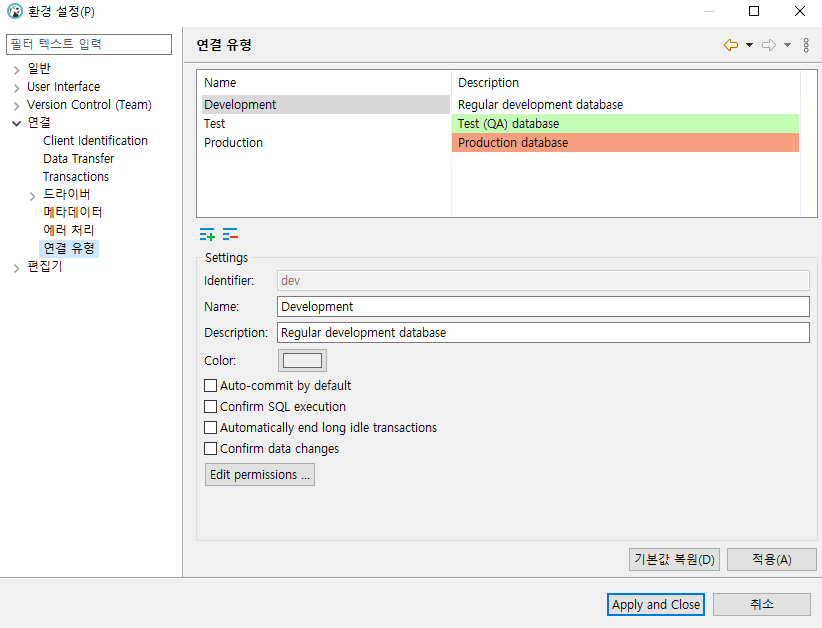 환경 설정(P)
필터 텍스트 입력
일반
User Interface
Version Control (Team)
연결
Client Identification
Data Transfer
Transactions
드라이버
메타데이터
에러 처리
연결 유형
편집기
연결 유형
Name Description
Development Regular development database
Test Test (QA) database
Production Production database
Settings
Identifier: dev
Name: Development
Description: Regular development database
Color:
Auto-commit by default
Confirm SQL execution
Automatically end long idle transactions
Confirm data changes
Edit permissions ...
기본값 복원(D) 적용(A)
Apply and Close 취소